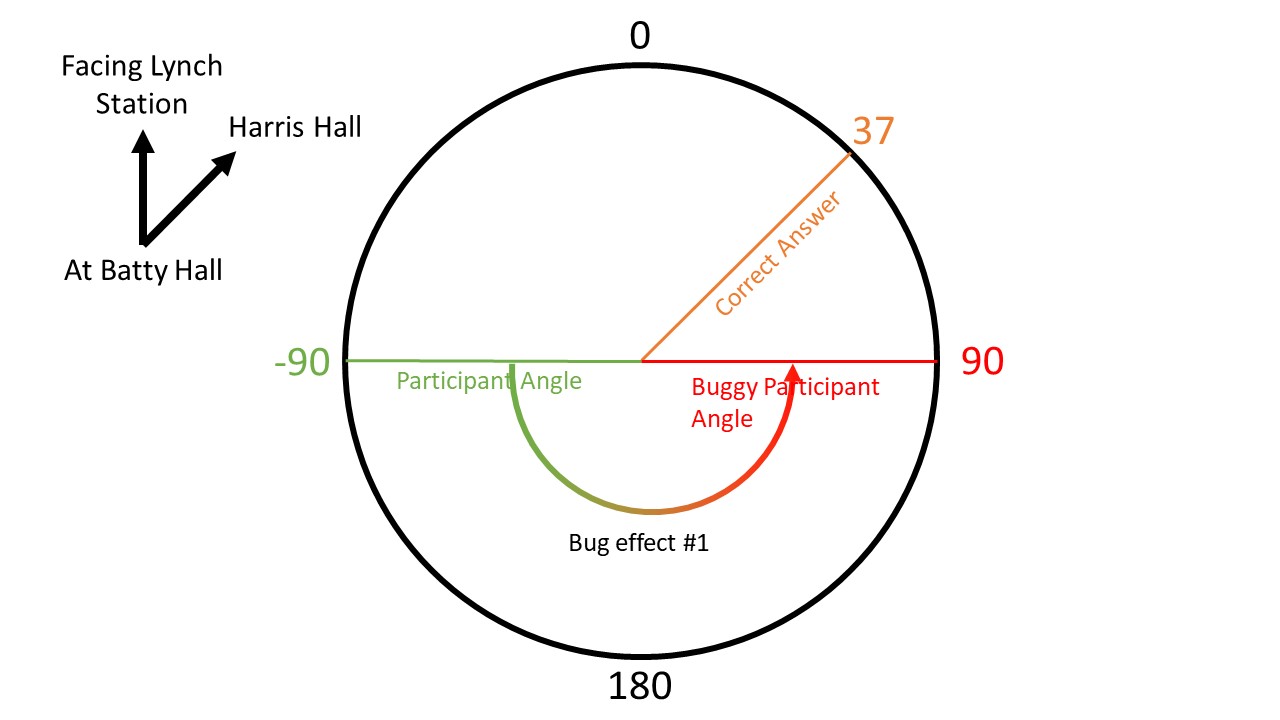 0
Facing Lynch
Station
Harris Hall
37
Correct Answer
At Batty Hall
-90
90
Participant Angle
Buggy Participant
Angle
Bug effect #1
180